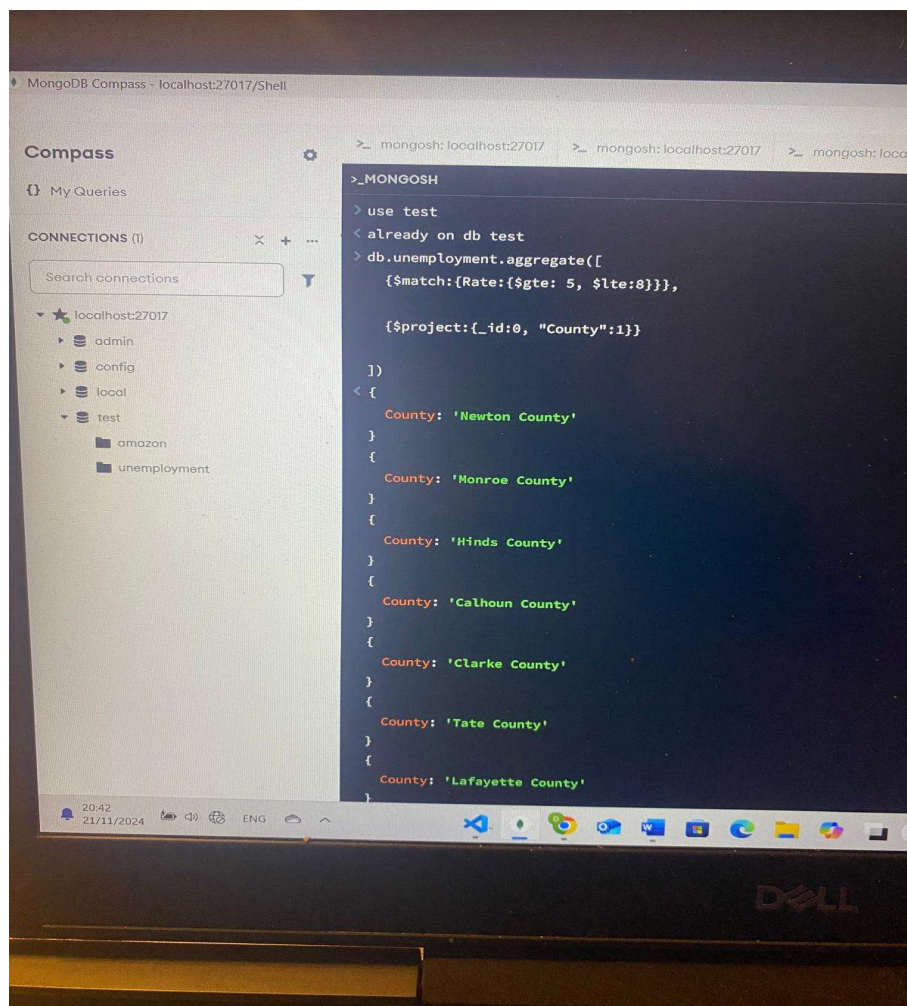 MongoDB Compass - localhost:27017/Shell
Compass
{} My Queries
CONNECTIONS (1)
Search connections
localhost:27017
admin
config
local
test
amazon
unemployment
>_ mongosh: localhost:27017 >_ mongosh: localhost:27017 >_ mongosh: loca
>_MONGOSH
> use test
< already on db test
> db.unemployment.aggregate([
{$match:{Rate:{$gte: 5, $lte:8}}},
{$project:{_id:0, "County":1}}
])
< {
County: 'Newton County'
}
{
County: 'Monroe County'
}
{
County: 'Hinds County'
}
{
County: 'Calhoun County'
}
{
County: 'Clarke County'
}
{
County: 'Tate County'
}
{
County: 'Lafayette County'
}
20:42
21/11/2024
ENG
DELL